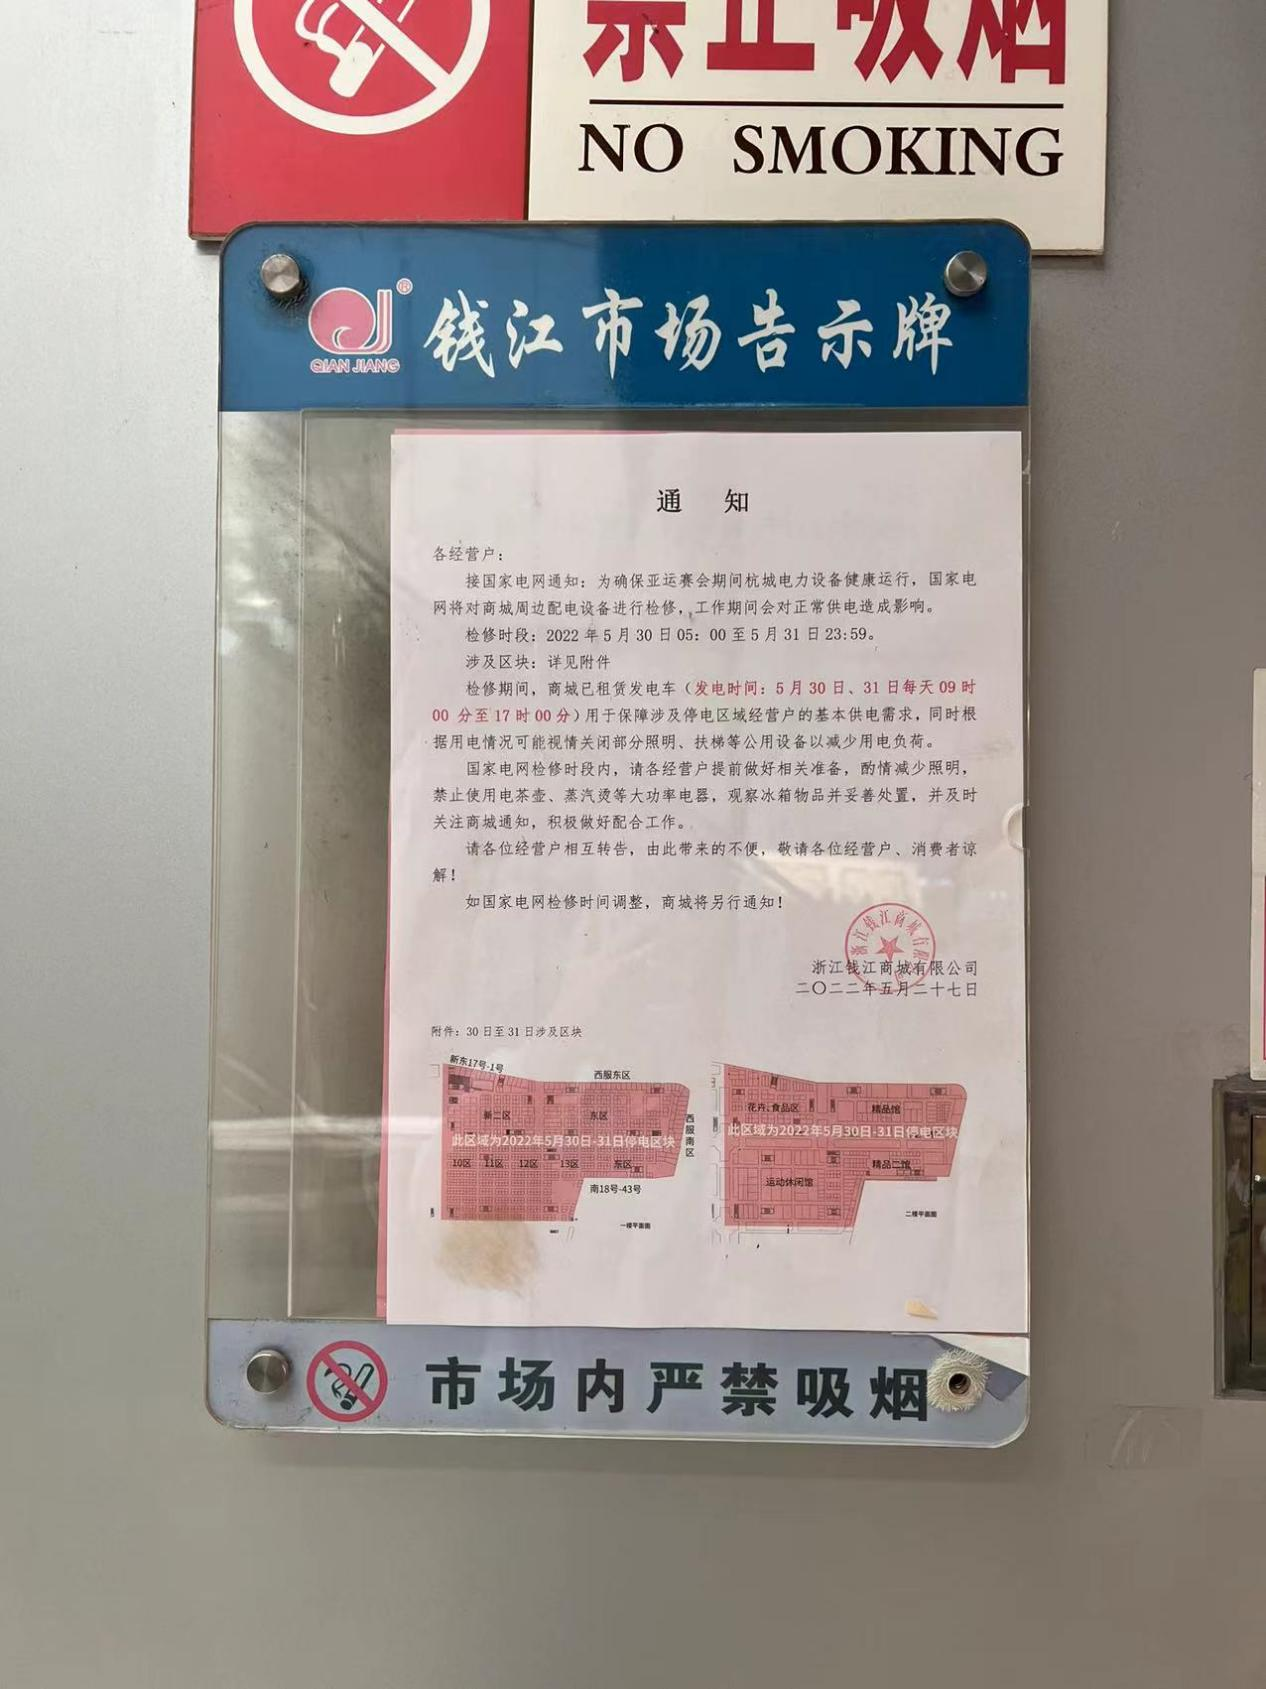 禁止吸烟
NO SMOKING
QIAN JIANG
®
钱江市场告示牌
通 知
各经营户：
接国家电网通知：为确保亚运赛会期间杭城电力设备健康运行，国家电
网将对商城周边配电设备进行检修，工作期间会对正常供电造成影响。
检修时段：2022 年 5 月 30 日 05：00 至 5 月 31 日 23:59。
涉及区块：详见附件
检修期间，商城已租赁发电车（发电时间：5 月 30 日、31 日每天 09 时
00 分至 17 时 00 分）用于保障涉及停电区域经营户的基本供电需求，同时根
据用电情况可能视情关闭部分照明、扶梯等公用设备以减少用电负荷。
国家电网检修时段内，请各经营户提前做好相关准备，酌情减少照明，
禁止使用电茶壶、蒸汽烫等大功率电器，观察冰箱物品并妥善处置，并及时
关注商城通知，积极做好配合工作。
请各位经营户相互转告，由此带来的不便，敬请各位经营户、消费者谅
解！
如国家电网检修时间调整，商城将另行通知！
浙江钱江商城有限公司
二〇二二年五月二十七日
附件：30 日至 31 日涉及区块
新东17号-1号
西服东区
新二区
东区
此区域为2022年5月30日-31日停电区块
西服南区
10区
11区
12区
13区
东区
南18号-43号
一楼平面图
花卉、食品区
精品馆
此区域为2022年5月30日-31日停电区块
精品二馆
运动休闲馆
二楼平面图
市场内严禁吸烟